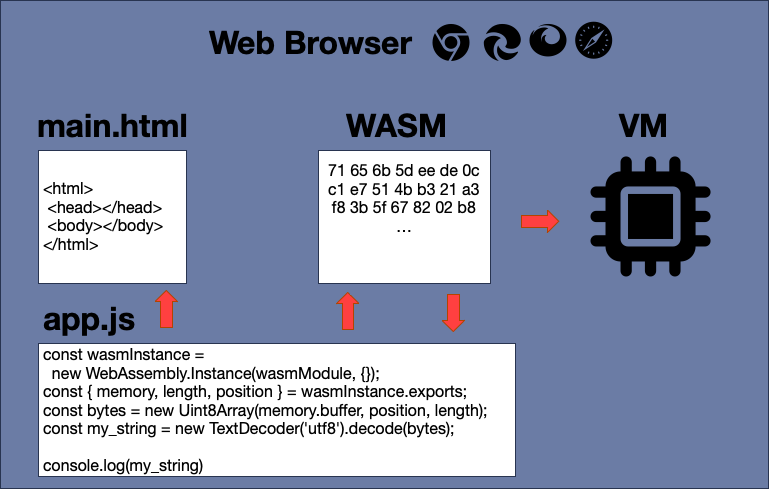 Web Browser
main.html
WASM
VM
<html>
<head></head>
<body></body>
</html>
71 65 6b 5d ee de 0c
c1 e7 51 4b b3 21 a3
f8 3b 5f 67 82 02 b8
…
app.js
const wasmInstance =
new WebAssembly.Instance(wasmModule, {});
const { memory, length, position } = wasmInstance.exports;
const bytes = new Uint8Array(memory.buffer, position, length);
const my_string = new TextDecoder('utf8').decode(bytes);
console.log(my_string)